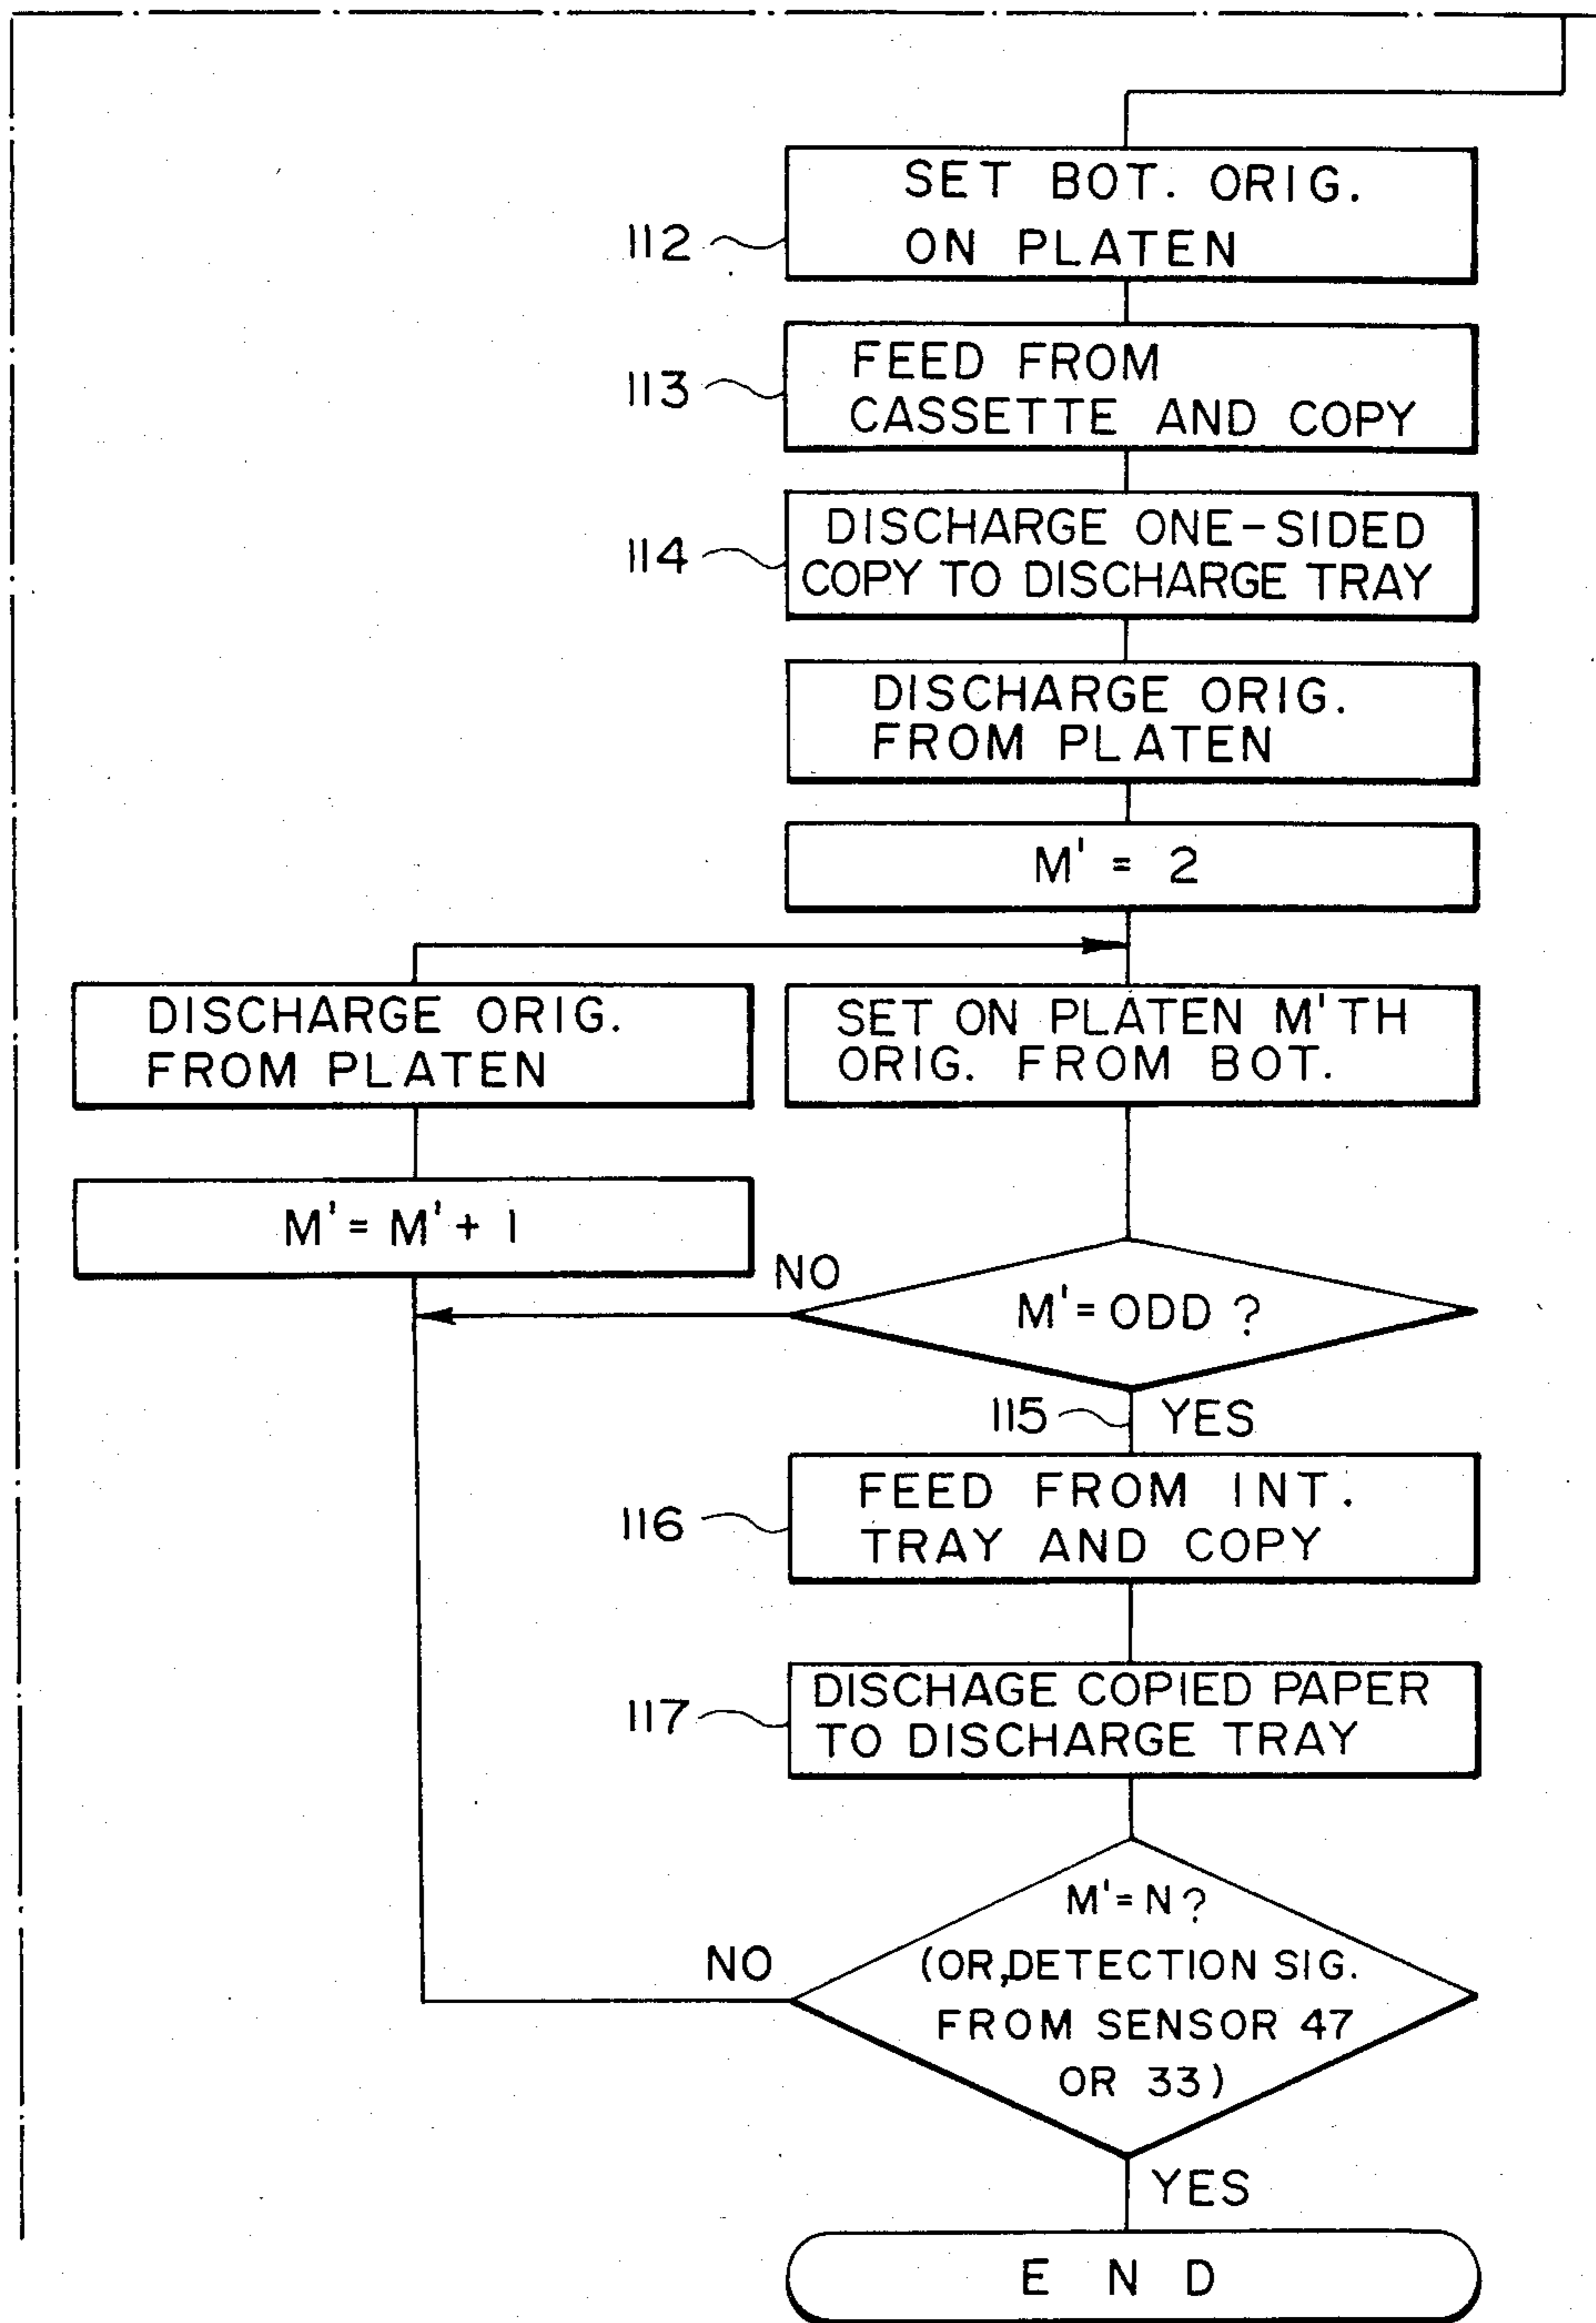 SET BOT. ORIG.
ON PLATEN
112
FEED FROM
CASSETTE AND COPY
113
DISCHARGE ONE-SIDED
COPY TO DISCHARGE TRAY
114
DISCHARGE ORIG.
FROM PLATEN
M' = 2
DISCHARGE ORIG.
FROM PLATEN
SET ON PLATEN M'TH
ORIG. FROM BOT.
M' = M' + 1
NO
M' = ODD ?
115
YES
FEED FROM INT.
TRAY AND COPY
116
DISCHAGE COPIED PAPER
TO DISCHARGE TRAY
117
M' = N ?
(OR, DETECTION SIG.
FROM SENSOR 47
OR 33)
NO
YES
END